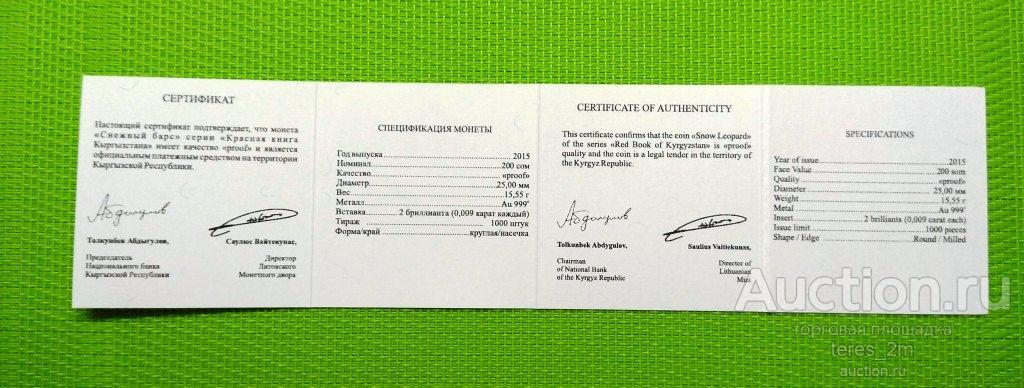 СЕРТИФИКАТ
Настоящий сертификат подтверждает, что монета
«Снежный барс» серии «Красная книга
Кыргызстана» имеет качество «proof» и является
официальным платежным средством на территории
Кыргызской Республики.
Абдыгулов
Толкунбек Абдыгулов,
Саулюс Вайтекунас,
Председатель
Национального банка
Кыргызской Республики
Директор
Литовского
Монетного двора
СПЕЦИФИКАЦИЯ МОНЕТЫ
Год выпуска 2015
Номинал 200 сом
Качество «proof»
Диаметр 25,00 мм
Вес 15,55 г
Металл Au 999˚
Вставка 2 бриллианта (0,009 карат каждый)
Тираж 1000 штук
Форма/край круглая/насечка
CERTIFICATE OF AUTHENTICITY
This certificate confirms that the coin «Snow Leopard»
of the series «Red Book of Kyrgyzstan» is «proof»
quality and the coin is a legal tender in the territory of
the Kyrgyz Republic.
Абдыгулов
Tolkunbek Abdygulov,
Saulius Vaitiekunas,
Chairman
of National Bank
of the Kyrgyz Republic
Director of
Lithuanian
Mint
SPECIFICATIONS
Year of issue 2015
Face Value 200 som
Quality «proof»
Diameter 25,00 mm
Weight 15,55 g
Metal Au 999˚
Insert 2 brilliants (0,009 carat each)
Issue limit 1000 pieces
Shape / Edge Round / Milled
Auction.ru
торговая площадка
teres_2m
auction.ru